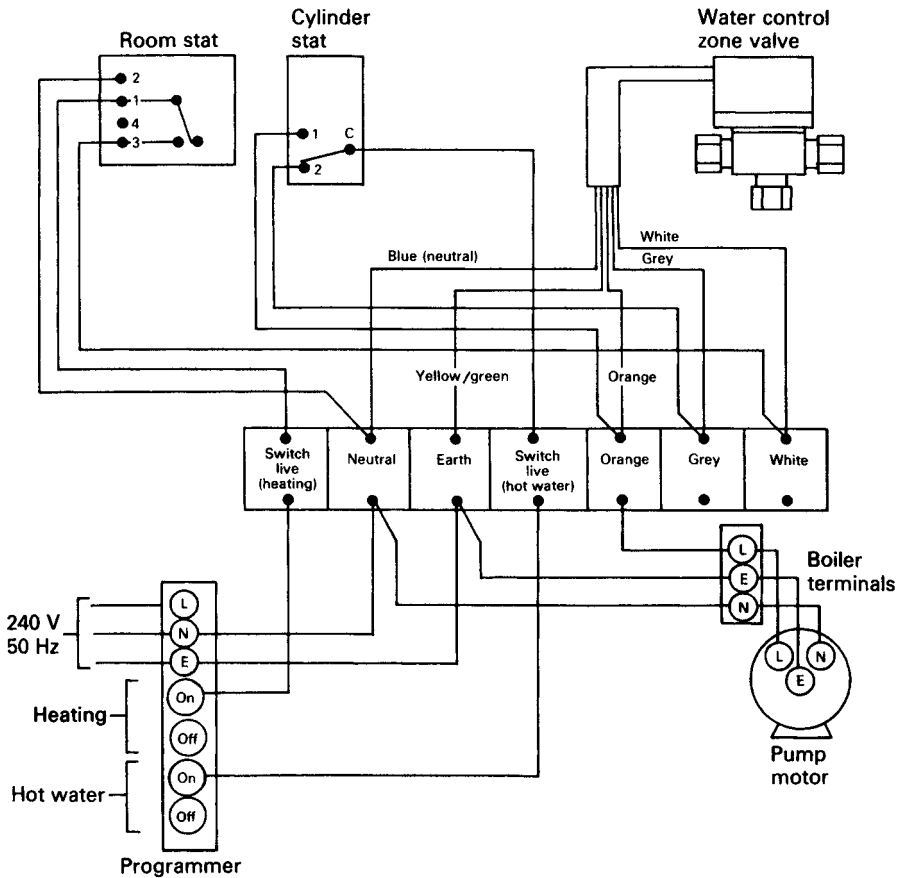 Room stat
Cylinder
stat
Water control
zone valve
2
1
4
3
1
C
2
White
Blue (neutral)
Grey
Yellow/green
Orange
Switch
live
(heating)
Neutral
Earth
Switch
live
(hot water)
Orange
Grey
White
240 V
50 Hz
L
N
E
Heating
On
Off
Hot water
On
Off
Programmer
L
E
N
Boiler
terminals
L
N
E
Pump
motor